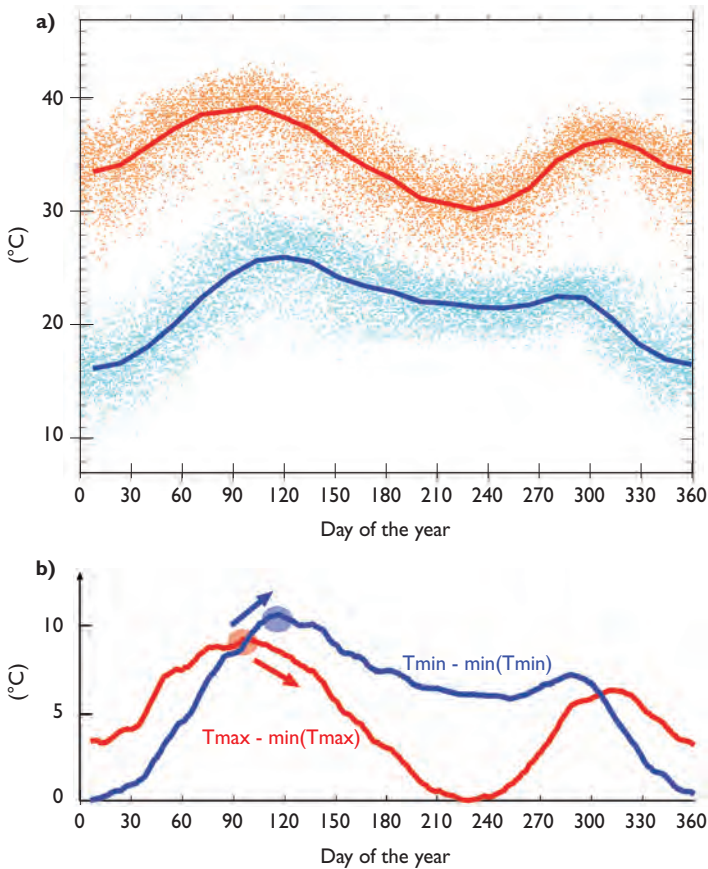 a)
40
30
20
10
(°C)
0 30 60 90 120 150 180 210 240 270 300 330 360
Day of the year
b)
10
5
0
(°C)
Tmin - min(Tmin)
Tmax - min(Tmax)
0 30 60 90 120 150 180 210 240 270 300 330 360
Day of the year